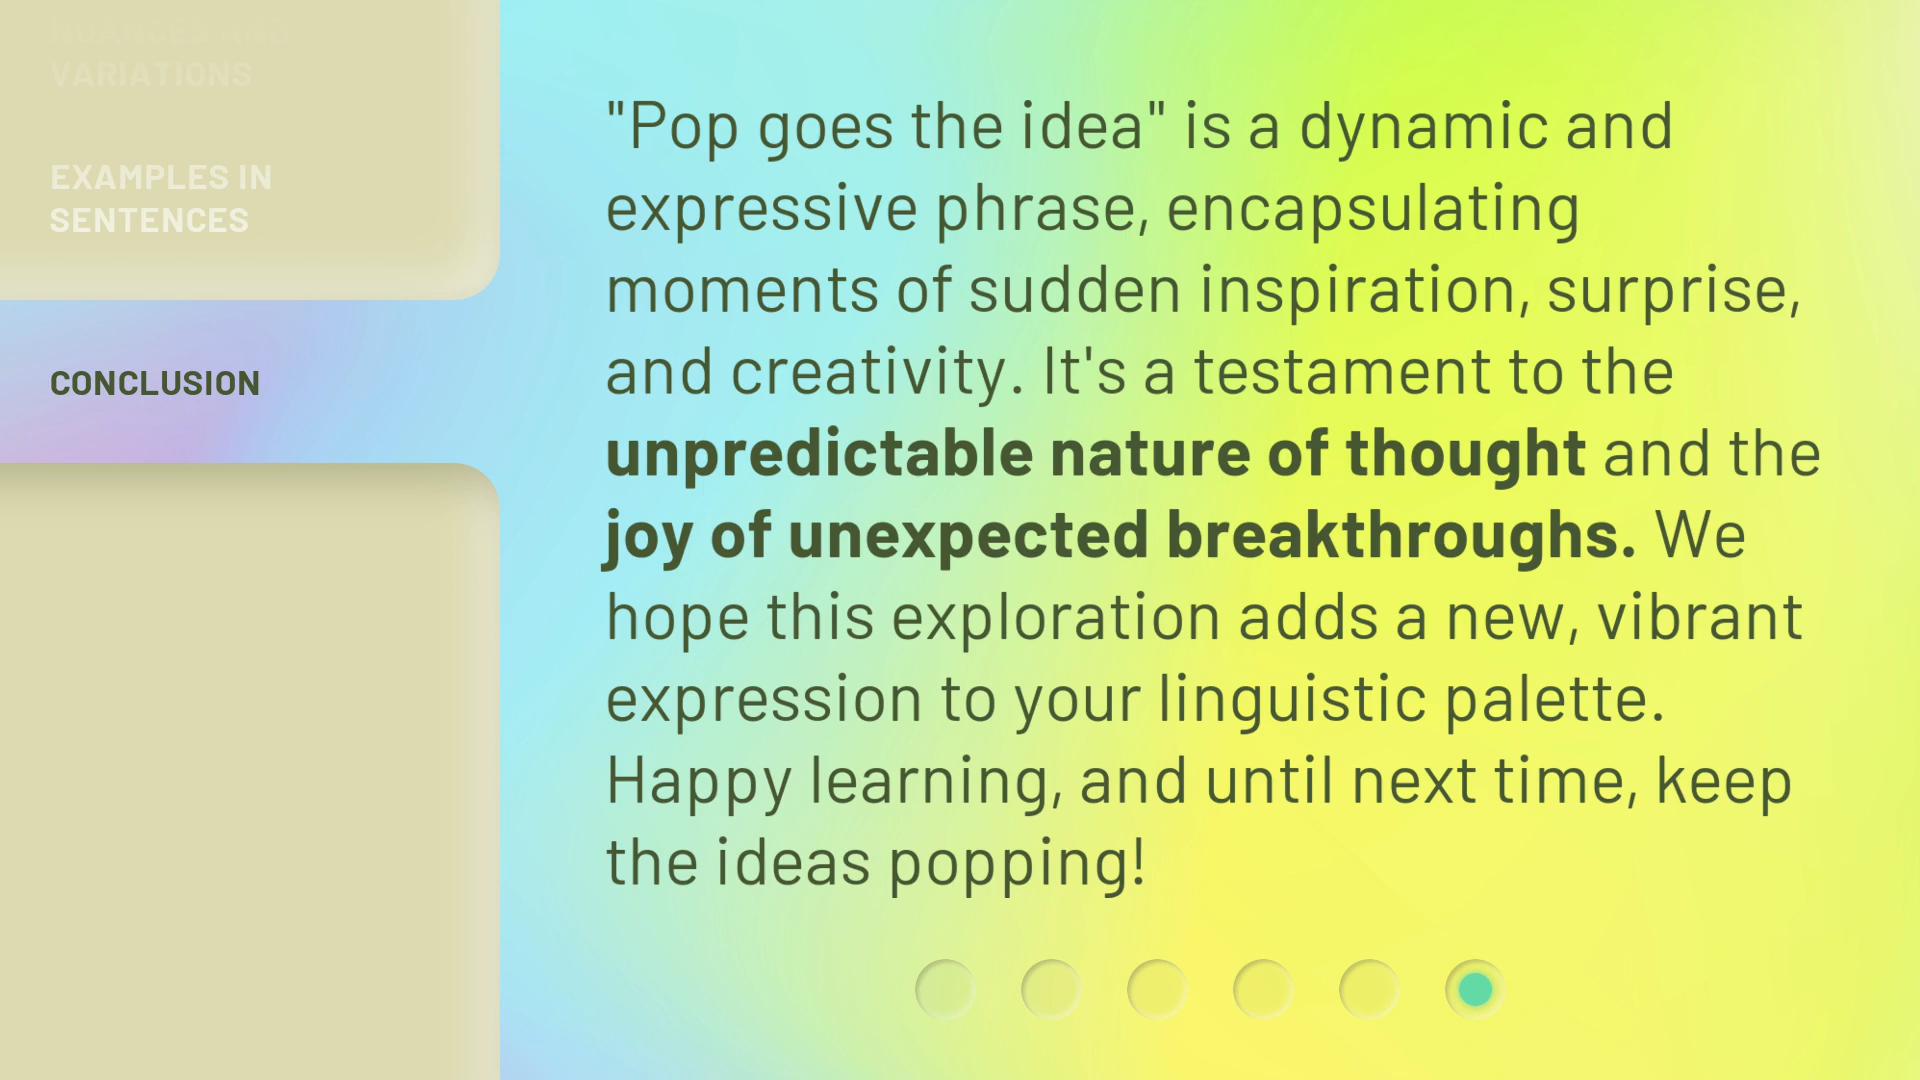 NUANCES AND
VARIATIONS
EXAMPLES IN
SENTENCES
CONCLUSION
"Pop goes the idea" is a dynamic and
expressive phrase, encapsulating
moments of sudden inspiration, surprise,
and creativity. It's a testament to the
unpredictable nature of thought and the
joy of unexpected breakthroughs. We
hope this exploration adds a new, vibrant
expression to your linguistic palette.
Happy learning, and until next time, keep
the ideas popping!